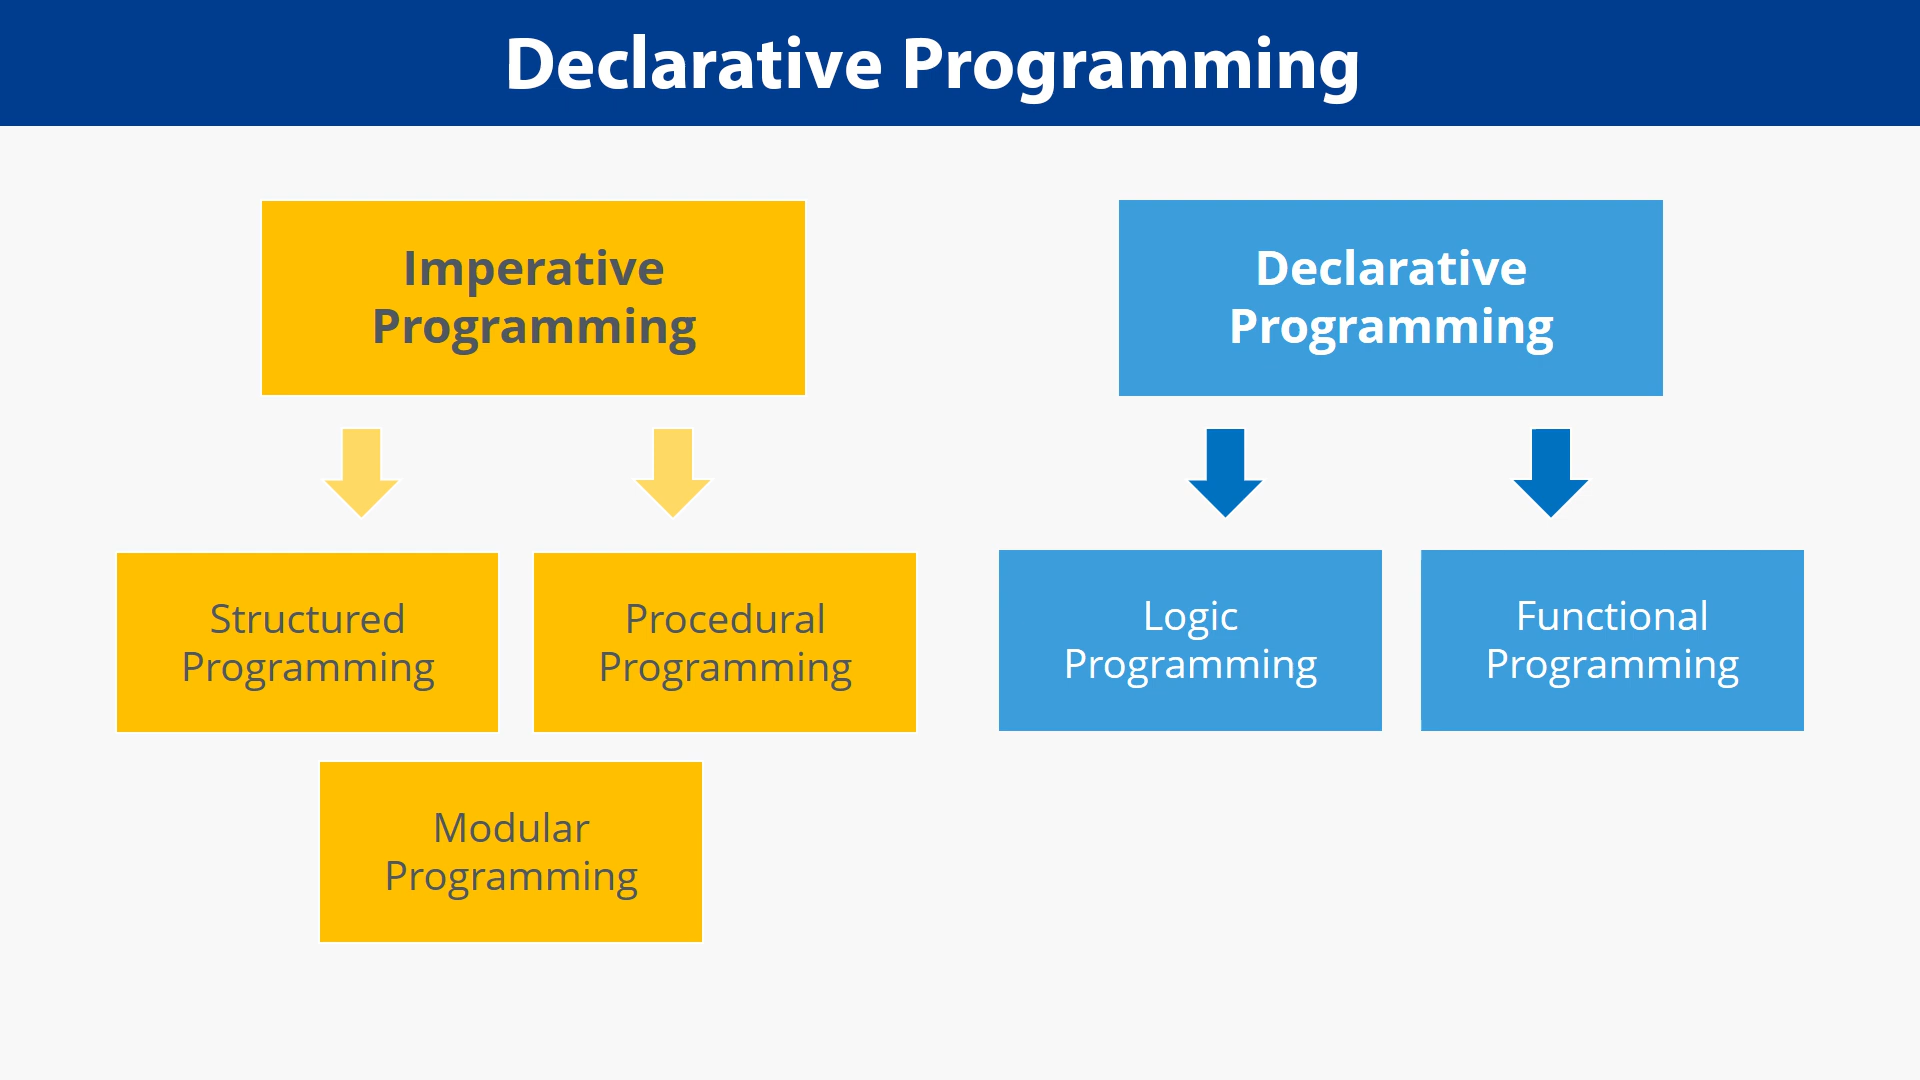 Declarative Programming
Imperative
Programming
Declarative
Programming
Structured
Programming
Procedural
Programming
Logic
Programming
Functional
Programming
Modular
Programming